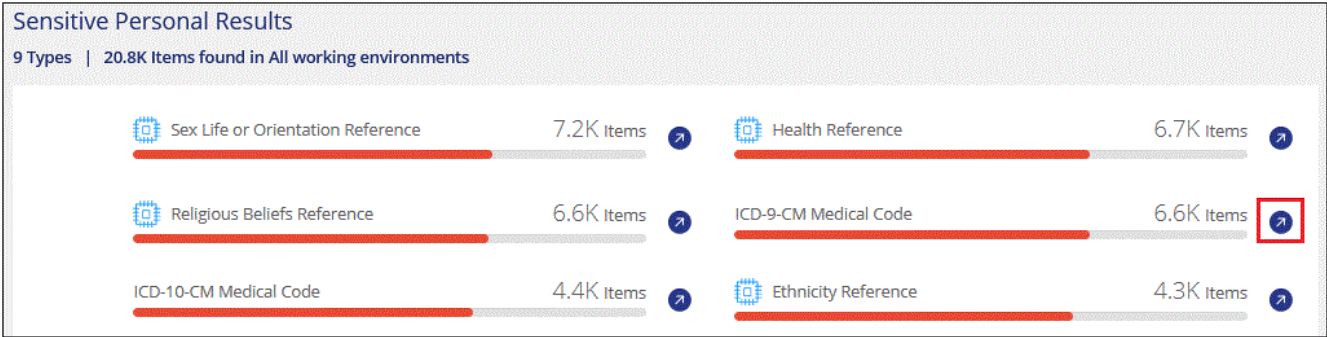 Sensitive Personal Results
9 Types | 20.8K Items found in All working environments
Sex Life or Orientation Reference 7.2K Items
Health Reference 6.7K Items
Religious Beliefs Reference 6.6K Items
ICD-9-CM Medical Code 6.6K Items
ICD-10-CM Medical Code 4.4K Items
Ethnicity Reference 4.3K Items